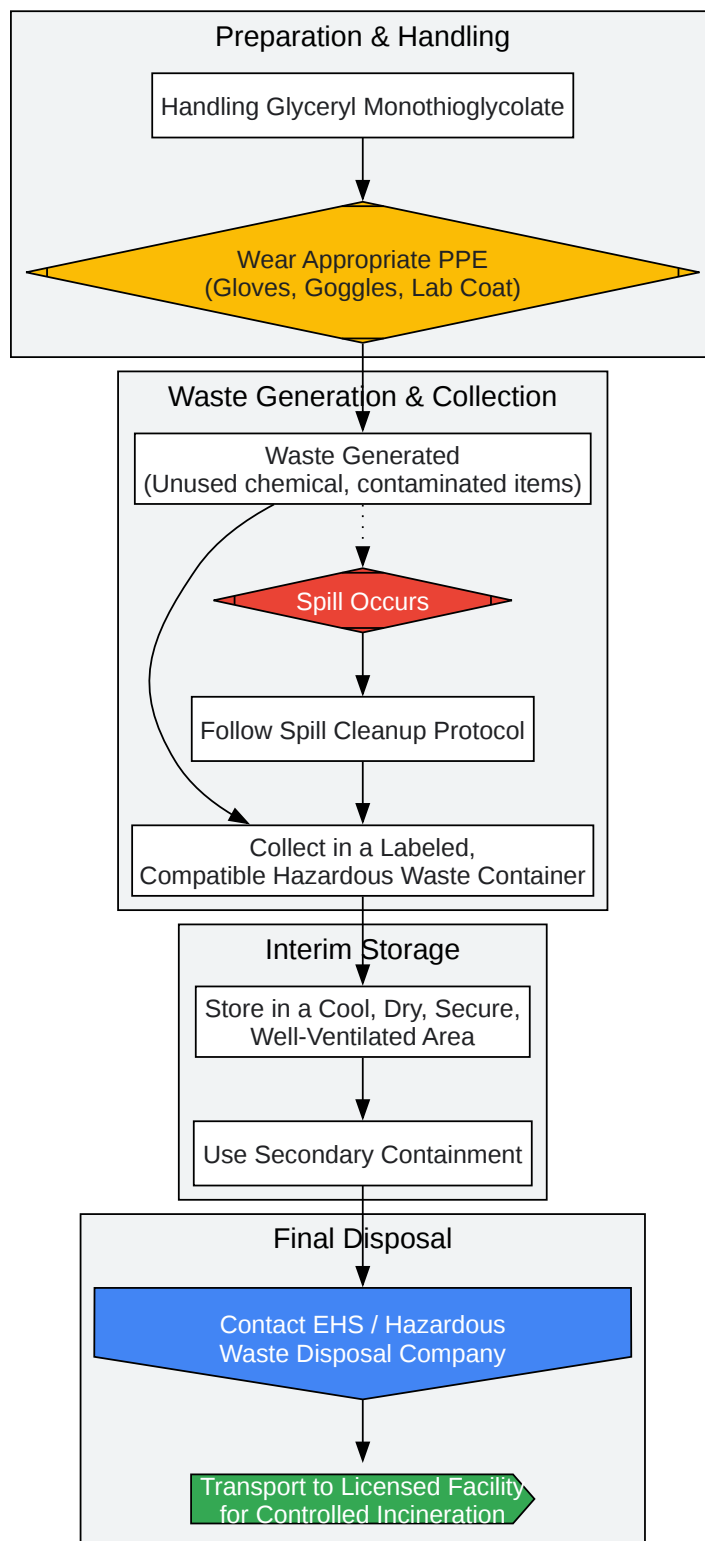 Preparation & Handling
Handling Glyceryl Monothioglycolate
Wear Appropriate PPE
(Gloves, Goggles, Lab Coat)
Waste Generation & Collection
Waste Generated
(Unused chemical, contaminated items)
Spill Occurs
Follow Spill Cleanup Protocol
Collect in a Labeled,
Compatible Hazardous Waste Container
Interim Storage
Store in a Cool, Dry, Secure,
Well-Ventilated Area
Use Secondary Containment
Final Disposal
Contact EHS / Hazardous
Waste Disposal Company
Transport to Licensed Facility
for Controlled Incineration